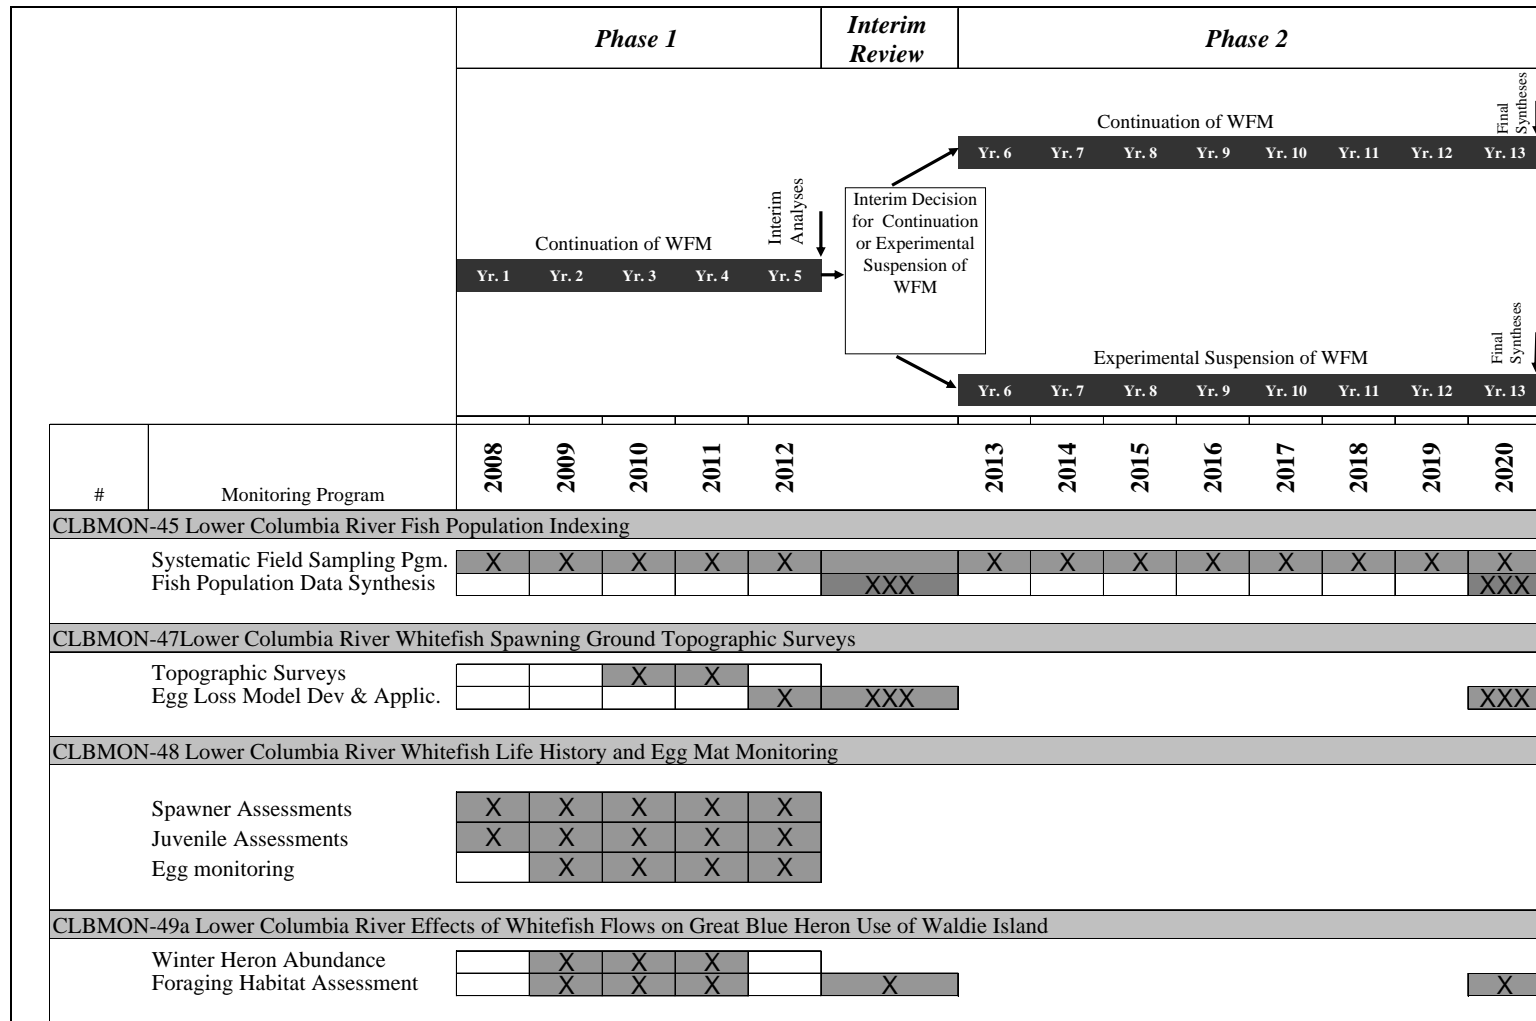 Phase 1
Interim
Review
Phase 2
Final
Syntheses
Continuation of WFM
Yr. 6 Yr. 7 Yr. 8 Yr. 9 Yr. 10 Yr. 11 Yr. 12 Yr. 13
Interim
Analyses
Interim Decision
for Continuation
or Experimental
Suspension of
WFM
Continuation of WFM
Yr. 1 Yr. 2 Yr. 3 Yr. 4 Yr. 5
Final
Syntheses
Experimental Suspension of WFM
Yr. 6 Yr. 7 Yr. 8 Yr. 9 Yr. 10 Yr. 11 Yr. 12 Yr. 13
# Monitoring Program 2008 2009 2010 2011 2012 2013 2014 2015 2016 2017 2018 2019 2020
CLBMON-45 Lower Columbia River Fish Population Indexing
Systematic Field Sampling Pgm. X X X X X X X X X X X X X
Fish Population Data Synthesis XXX XXX
CLBMON-47Lower Columbia River Whitefish Spawning Ground Topographic Surveys
Topographic Surveys X X
Egg Loss Model Dev & Applic. X XXX XXX
CLBMON-48 Lower Columbia River Whitefish Life History and Egg Mat Monitoring
Spawner Assessments X X X X X
Juvenile Assessments X X X X X
Egg monitoring X X X X
CLBMON-49a Lower Columbia River Effects of Whitefish Flows on Great Blue Heron Use of Waldie Island
Winter Heron Abundance X X X
Foraging Habitat Assessment X X X X X